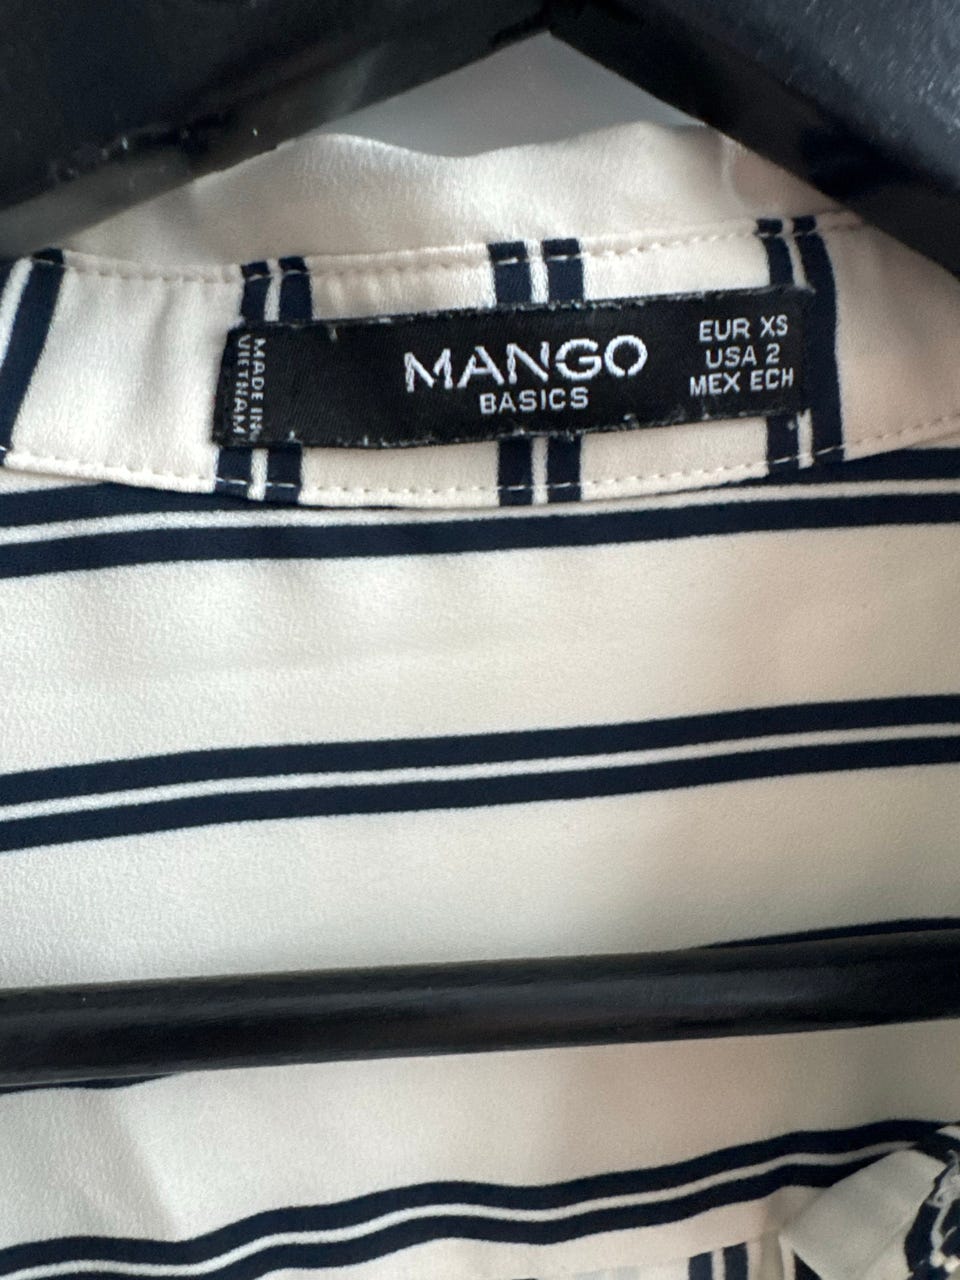 MADE IN
VIETNAM
MANGO
BASICS
EUR XS
USA 2
MEX ECH